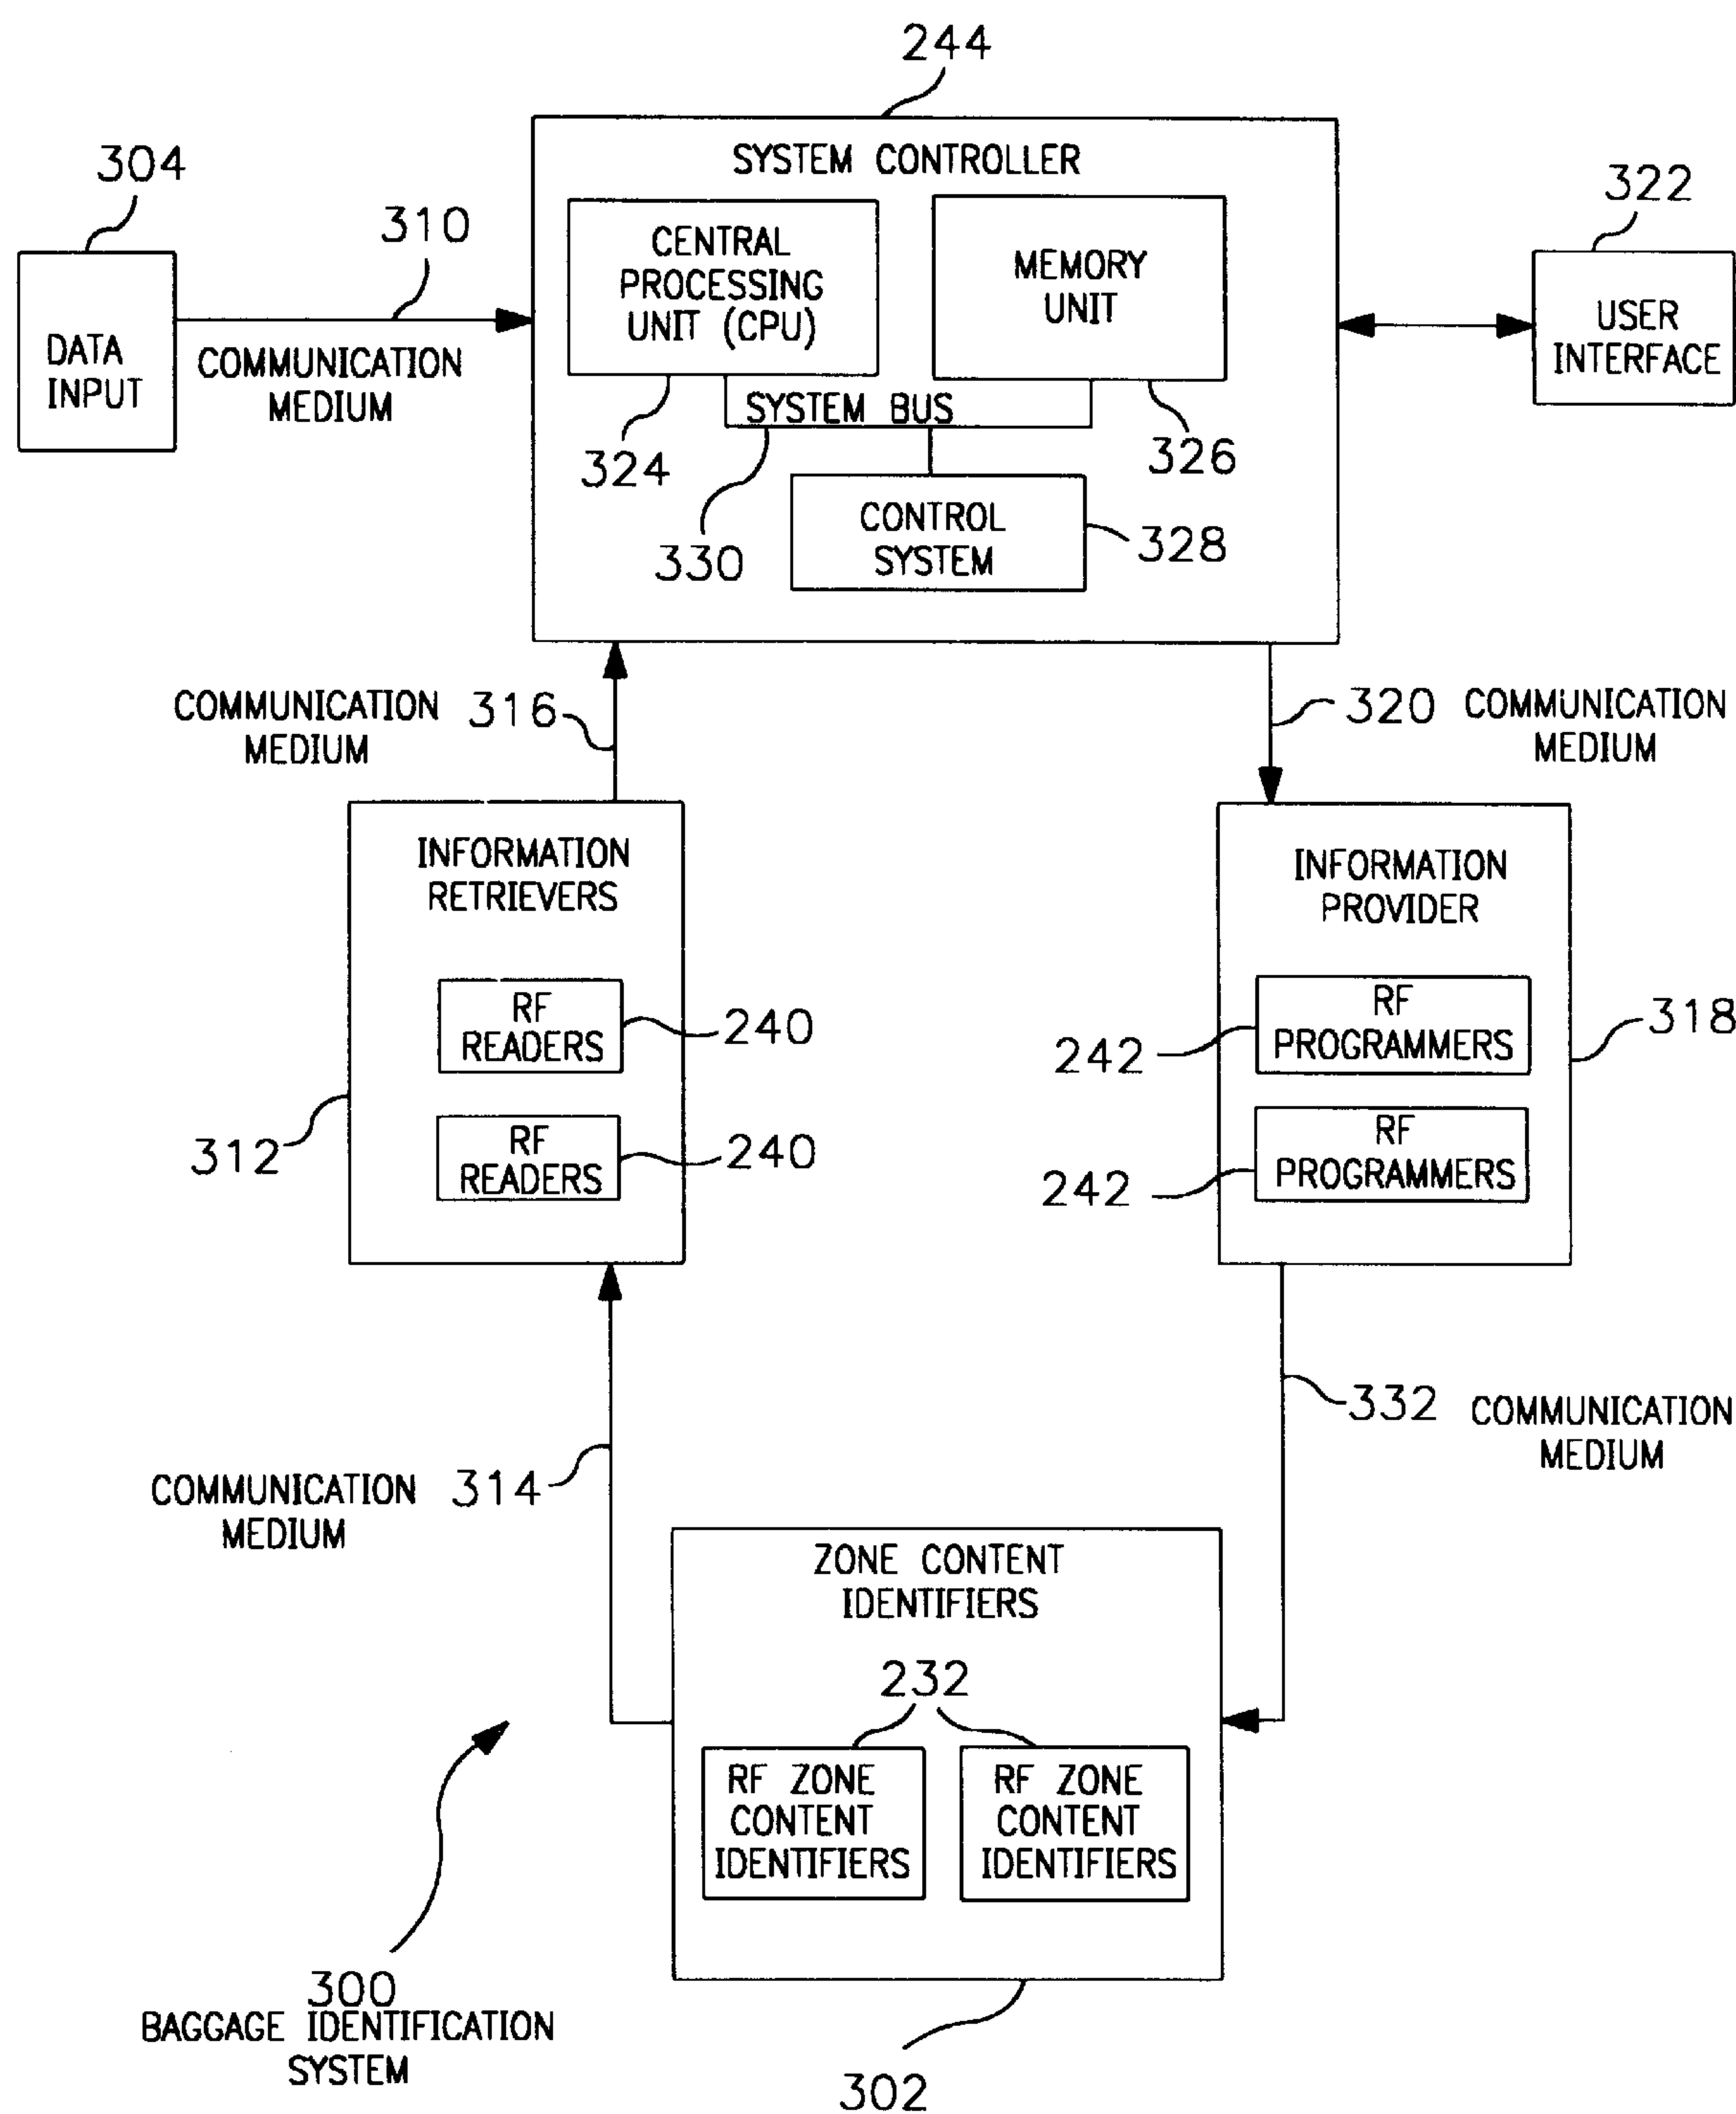 244
SYSTEM CONTROLLER
304
310
322
CENTRAL
PROCESSING
UNIT (CPU)
MEMORY
UNIT
DATA
INPUT
COMMUNICATION
MEDIUM
USER
INTERFACE
SYSTEM BUS
324
326
330
CONTROL
SYSTEM
328
COMMUNICATION
MEDIUM
316
320
COMMUNICATION
MEDIUM
INFORMATION
RETRIEVERS
INFORMATION
PROVIDER
RF
READERS
240
RF
PROGRAMMERS
242
318
RF
READERS
240
312
RF
PROGRAMMERS
242
332
COMMUNICATION
MEDIUM
COMMUNICATION
MEDIUM
314
ZONE CONTENT
IDENTIFIERS
232
RF ZONE
CONTENT
IDENTIFIERS
RF ZONE
CONTENT
IDENTIFIERS
300
BAGGAGE IDENTIFICATION
SYSTEM
302